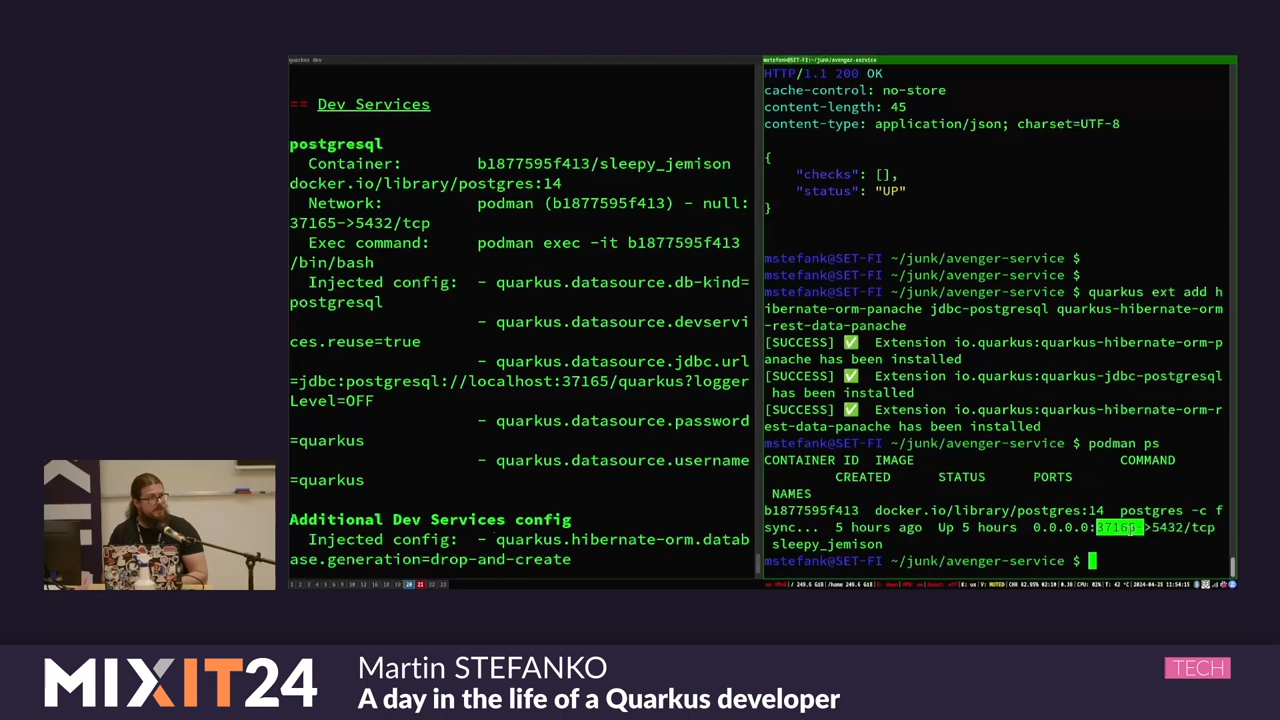 quarkus dev
== Dev Services
postgresql
Container: b1877595f413/sleepy_jemison
docker.io/library/postgres:14
Network: podman (b1877595f413) - null:
37165->5432/tcp
Exec command: podman exec -it b1877595f413
/bin/bash
Injected config: - quarkus.datasource.db-kind=
postgresql
- quarkus.datasource.devservi
ces.reuse=true
- quarkus.datasource.jdbc.url
=jdbc:postgresql://localhost:37165/quarkus?logger
Level=OFF
- quarkus.datasource.password
=quarkus
- quarkus.datasource.username
=quarkus
Additional Dev Services config
Injected config: - quarkus.hibernate-orm.datab
ase.generation=drop-and-create
mstefank@SET-FI:~/junk/avenger-service
HTTP/1.1 200 OK
cache-control: no-store
content-length: 45
content-type: application/json; charset=UTF-8
{
"checks": [],
"status": "UP"
}
mstefank@SET-FI ~/junk/avenger-service $
mstefank@SET-FI ~/junk/avenger-service $
mstefank@SET-FI ~/junk/avenger-service $ quarkus ext add h
ibernate-orm-panache jdbc-postgresql quarkus-hibernate-orm
-rest-data-panache
[SUCCESS] ✅ Extension io.quarkus:quarkus-hibernate-orm-p
anache has been installed
[SUCCESS] ✅ Extension io.quarkus:quarkus-jdbc-postgresql
has been installed
[SUCCESS] ✅ Extension io.quarkus:quarkus-hibernate-orm-r
est-data-panache has been installed
mstefank@SET-FI ~/junk/avenger-service $ podman ps
CONTAINER ID IMAGE COMMAND
CREATED STATUS PORTS
NAMES
b1877595f413 docker.io/library/postgres:14 postgres -c f
sync... 5 hours ago Up 5 hours 0.0.0.0:37165->5432/tcp
sleepy_jemison
mstefank@SET-FI ~/junk/avenger-service $
MIXIT24
Martin STEFANKO
A day in the life of a Quarkus developer
TECH